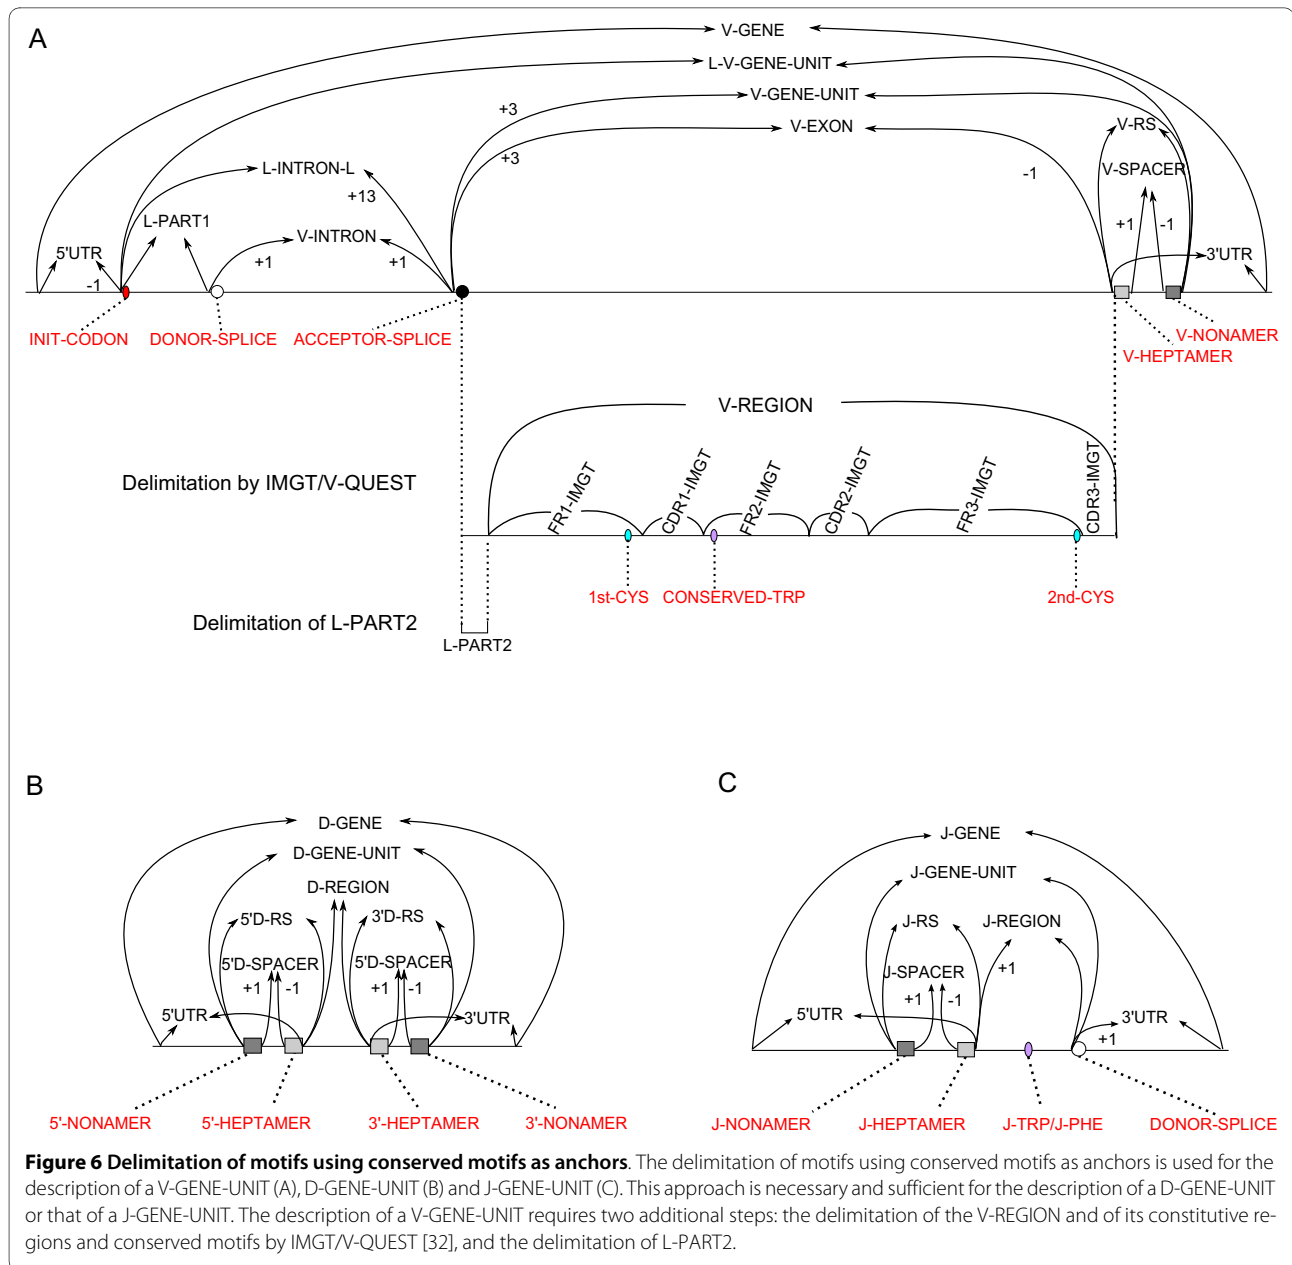 A
V-GENE
L-V-GENE-UNIT
+3
V-GENE-UNIT
V-EXON
V-RS
+3
L-INTRON-L
-1
V-SPACER
+13
L-PART1
V-INTRON
+1
-1
5'UTR
+1
+1
3'UTR
-1
INIT-CODON
DONOR-SPLICE
ACCEPTOR-SPLICE
V-NONAMER
V-HEPTAMER
V-REGION
Delimitation by IMGT/V-QUEST
FR1-IMGT
CDR1-IMGT
FR2-IMGT
CDR2-IMGT
FR3-IMGT
CDR3-IMGT
1st-CYS
CONSERVED-TRP
2nd-CYS
Delimitation of L-PART2
L-PART2
B
D-GENE
D-GENE-UNIT
D-REGION
5'D-RS
3'D-RS
5'D-SPACER
5'D-SPACER
+1
-1
+1
-1
5'UTR
3'UTR
5'-NONAMER
5'-HEPTAMER
3'-HEPTAMER
3'-NONAMER
C
J-GENE
J-GENE-UNIT
J-RS
J-REGION
J-SPACER
+1
+1
-1
5'UTR
3'UTR
+1
J-NONAMER
J-HEPTAMER
J-TRP/J-PHE
DONOR-SPLICE
Figure 6 Delimitation of motifs using conserved motifs as anchors. The delimitation of motifs using conserved motifs as anchors is used for the
description of a V-GENE-UNIT (A), D-GENE-UNIT (B) and J-GENE-UNIT (C). This approach is necessary and sufficient for the description of a D-GENE-UNIT
or that of a J-GENE-UNIT. The description of a V-GENE-UNIT requires two additional steps: the delimitation of the V-REGION and of its constitutive re-
gions and conserved motifs by IMGT/V-QUEST [32], and the delimitation of L-PART2.